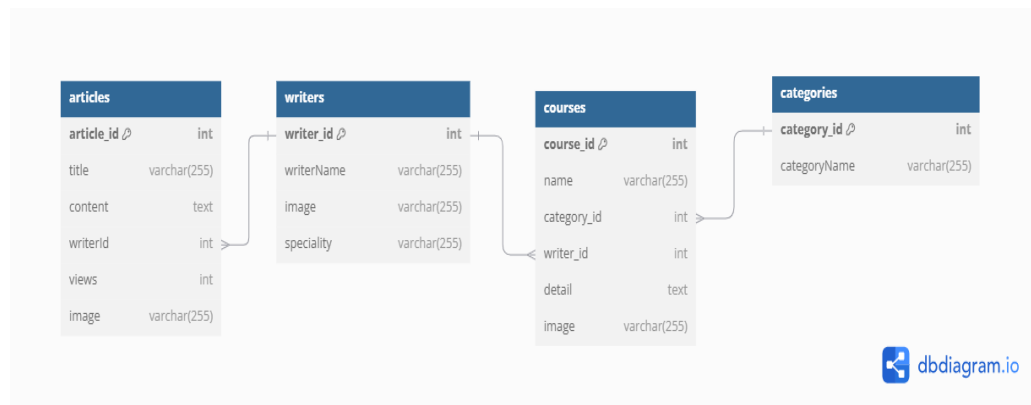 articles
article_id int
title varchar(255)
content text
writerId int
views int
image varchar(255)
writers
writer_id int
writerName varchar(255)
image varchar(255)
speciality varchar(255)
courses
course_id int
name varchar(255)
category_id int
writer_id int
detail text
image varchar(255)
categories
category_id int
categoryName varchar(255)
dbdiagram.io